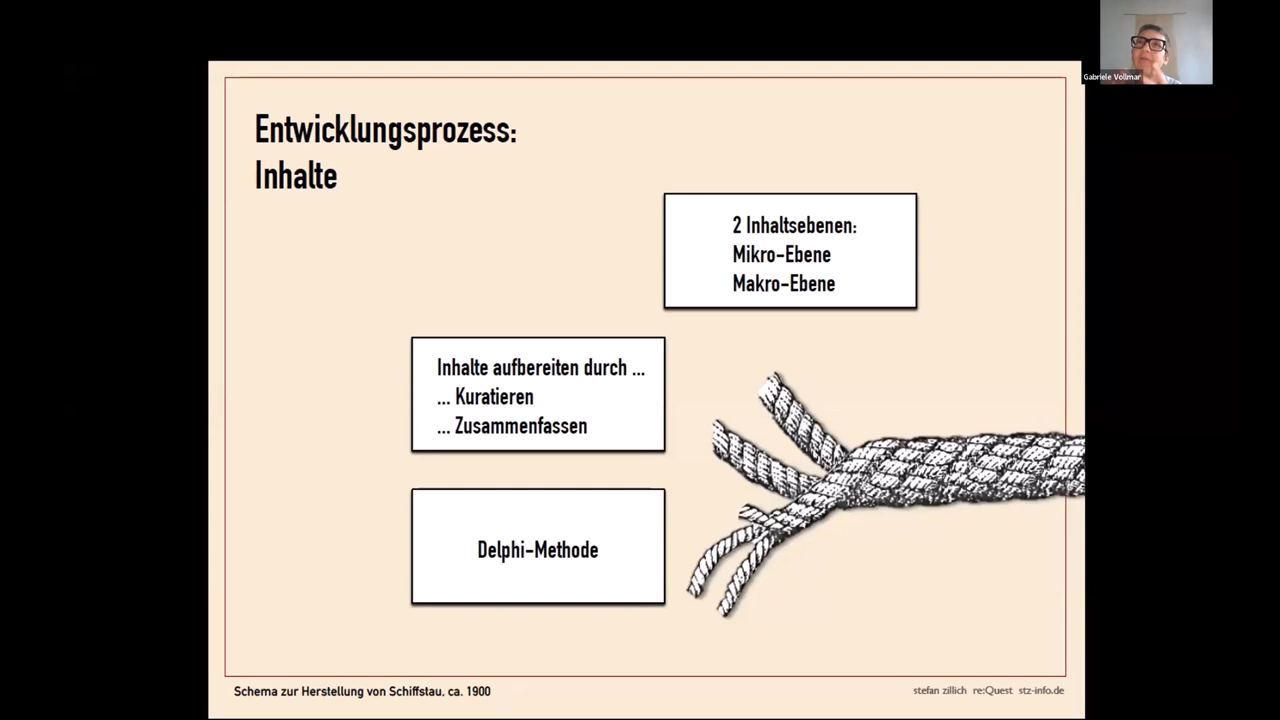 Gabriele Vollmar
Entwicklungsprozess:
Inhalte
2 Inhaltsebenen:
Mikro-Ebene
Makro-Ebene
Inhalte aufbereiten durch ...
... Kuratieren
... Zusammenfassen
Delphi-Methode
Schema zur Herstellung von Schiffstau, ca. 1900
stefan zillich re:Quest stz-info.de